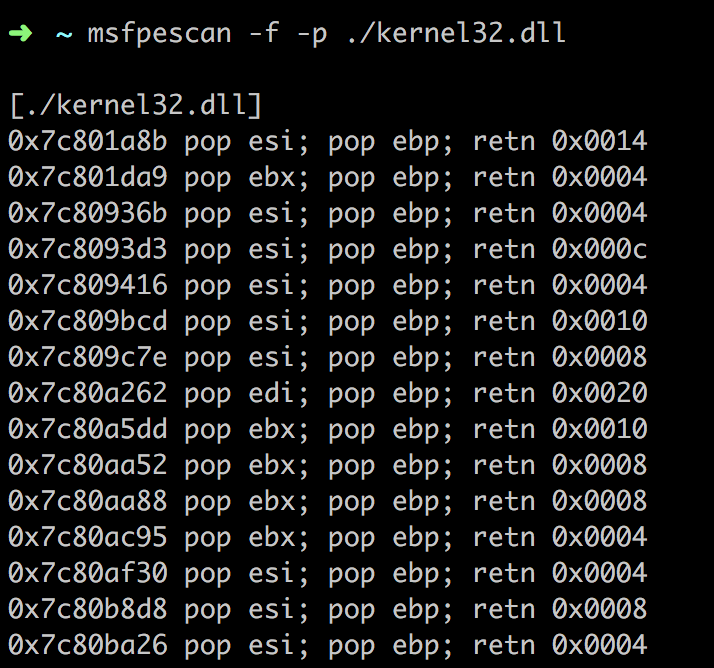 ➜ ~ msfpescan -f -p ./kernel32.dll
[./kernel32.dll]
0x7c801a8b pop esi; pop ebp; retn 0x0014
0x7c801da9 pop ebx; pop ebp; retn 0x0004
0x7c80936b pop esi; pop ebp; retn 0x0004
0x7c8093d3 pop esi; pop ebp; retn 0x000c
0x7c809416 pop esi; pop ebp; retn 0x0004
0x7c809bcd pop esi; pop ebp; retn 0x0010
0x7c809c7e pop esi; pop ebp; retn 0x0008
0x7c80a262 pop edi; pop ebp; retn 0x0020
0x7c80a5dd pop ebx; pop ebp; retn 0x0010
0x7c80aa52 pop ebx; pop ebp; retn 0x0008
0x7c80aa88 pop ebx; pop ebp; retn 0x0008
0x7c80ac95 pop ebx; pop ebp; retn 0x0004
0x7c80af30 pop esi; pop ebp; retn 0x0004
0x7c80b8d8 pop esi; pop ebp; retn 0x0008
0x7c80ba26 pop esi; pop ebp; retn 0x0004